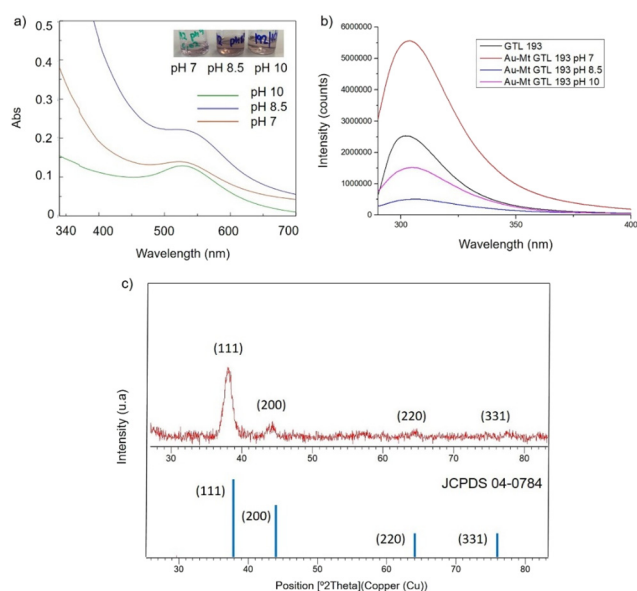 a)
0.5
0.4
0.3
0.2
0.1
0
Abs
340
400
500
600
700
Wavelength (nm)
pH 7 pH 8.5 pH 10
pH 10
pH 8.5
pH 7
b)
6000000
5000000
4000000
3000000
2000000
1000000
0
Intensity (counts)
300
350
400
Wavelength (nm)
GTL 193
Au-Mt GTL 193 pH 7
Au-Mt GTL 193 pH 8.5
Au-Mt GTL 193 pH 10
c)
Intensity (u.a)
(111)
(200)
(220)
(331)
30
40
50
60
70
80
JCPDS 04-0784
(111)
(200)
(220)
(331)
30
40
50
60
70
80
Position [º2Theta](Copper (Cu))